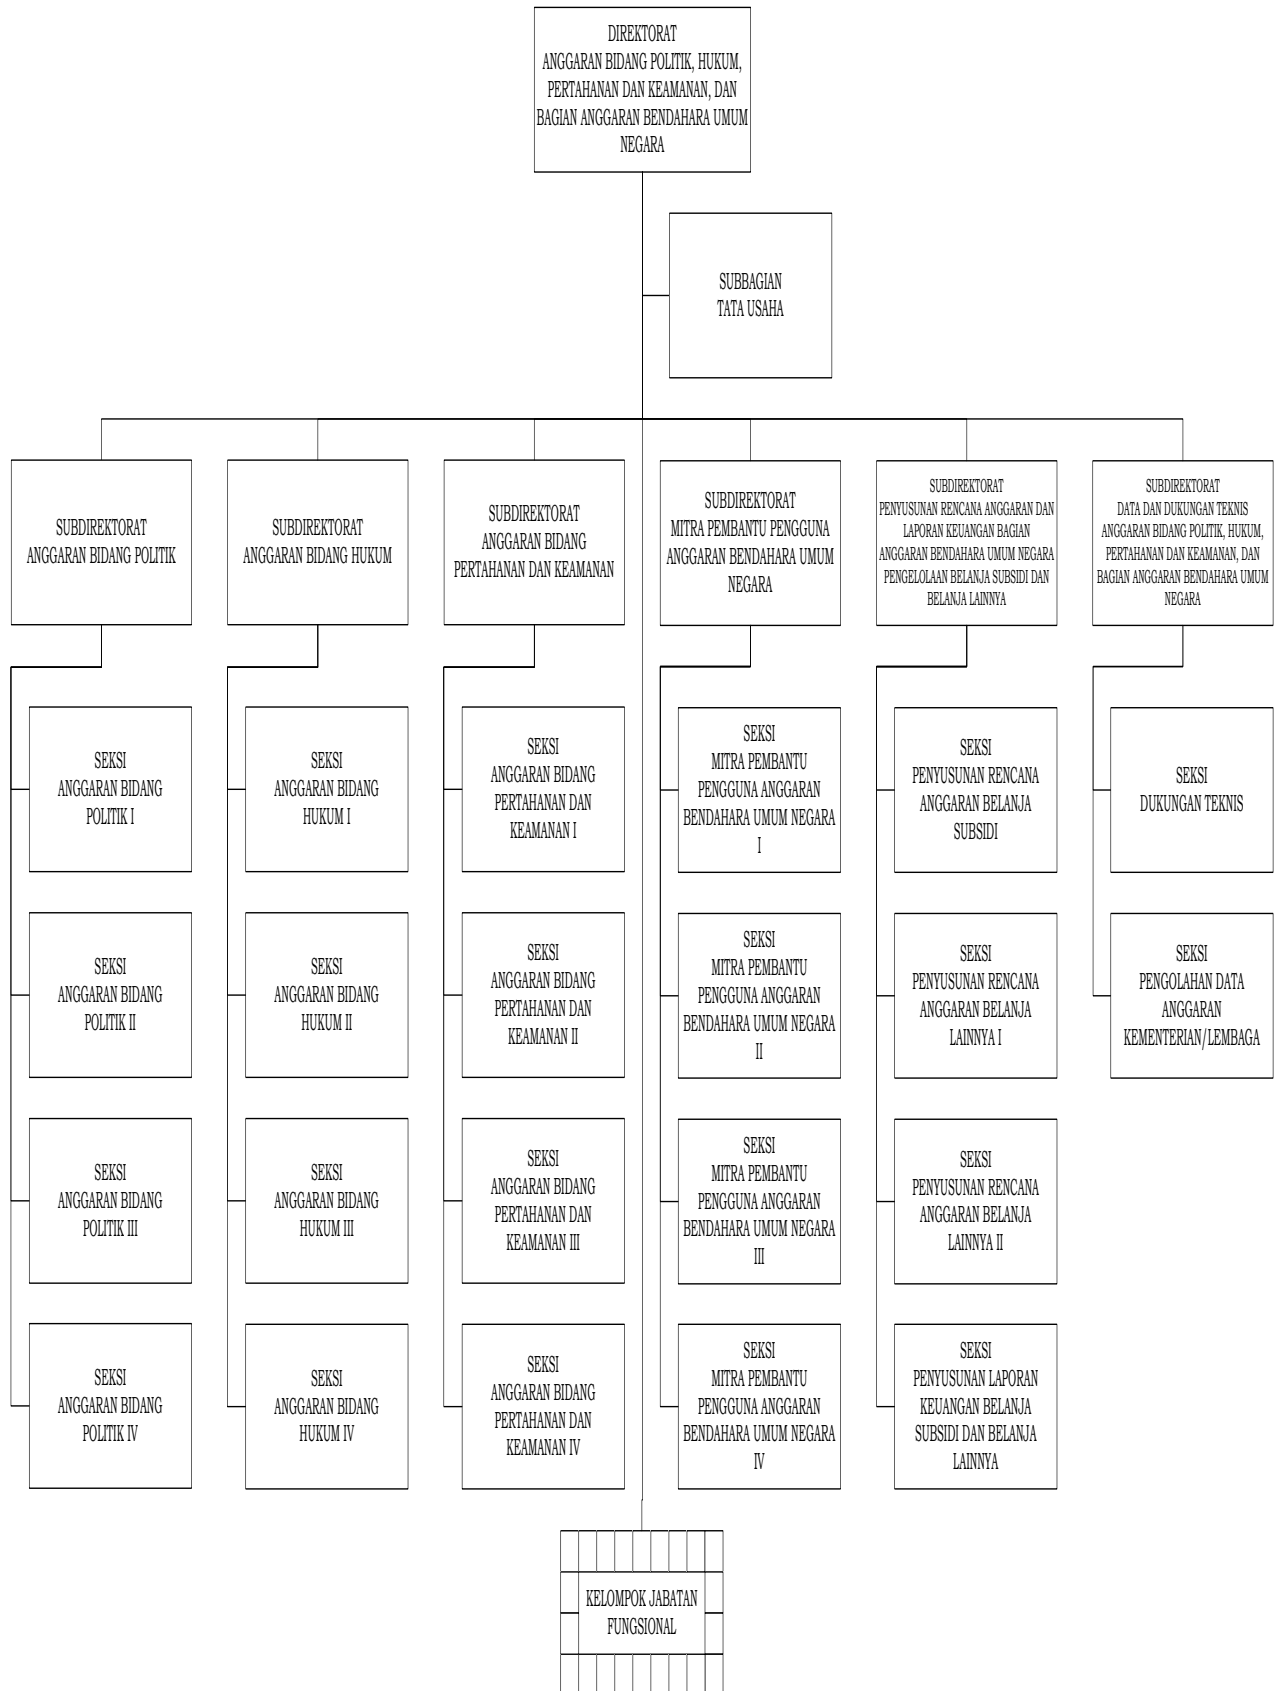 DIREKTORAT
ANGGARAN BIDANG POLITIK, HUKUM,
PERTAHANAN DAN KEAMANAN, DAN
BAGIAN ANGGARAN BENDAHARA UMUM
NEGARA
SUBBAGIAN
TATA USAHA
SUBDIREKTORAT
ANGGARAN BIDANG POLITIK
SUBDIREKTORAT
ANGGARAN BIDANG HUKUM
SUBDIREKTORAT
ANGGARAN BIDANG
PERTAHANAN DAN KEAMANAN
SUBDIREKTORAT
MITRA PEMBANTU PENGGUNA
ANGGARAN BENDAHARA UMUM
NEGARA
SUBDIREKTORAT
PENYUSUNAN RENCANA ANGGARAN DAN
LAPORAN KEUANGAN BAGIAN
ANGGARAN BENDAHARA UMUM NEGARA
PENGELOLAAN BELANJA SUBSIDI DAN
BELANJA LAINNYA
SUBDIREKTORAT
DATA DAN DUKUNGAN TEKNIS
ANGGARAN BIDANG POLITIK, HUKUM,
PERTAHANAN DAN KEAMANAN, DAN
BAGIAN ANGGARAN BENDAHARA UMUM
NEGARA
SEKSI
ANGGARAN BIDANG
POLITIK I
SEKSI
ANGGARAN BIDANG
HUKUM I
SEKSI
ANGGARAN BIDANG
PERTAHANAN DAN
KEAMANAN I
SEKSI
MITRA PEMBANTU
PENGGUNA ANGGARAN
BENDAHARA UMUM NEGARA
I
SEKSI
PENYUSUNAN RENCANA
ANGGARAN BELANJA
SUBSIDI
SEKSI
DUKUNGAN TEKNIS
SEKSI
ANGGARAN BIDANG
POLITIK II
SEKSI
ANGGARAN BIDANG
HUKUM II
SEKSI
ANGGARAN BIDANG
PERTAHANAN DAN
KEAMANAN II
SEKSI
MITRA PEMBANTU
PENGGUNA ANGGARAN
BENDAHARA UMUM NEGARA
II
SEKSI
PENYUSUNAN RENCANA
ANGGARAN BELANJA
LAINNYA I
SEKSI
PENGOLAHAN DATA
ANGGARAN
KEMENTERIAN/LEMBAGA
SEKSI
ANGGARAN BIDANG
POLITIK III
SEKSI
ANGGARAN BIDANG
HUKUM III
SEKSI
ANGGARAN BIDANG
PERTAHANAN DAN
KEAMANAN III
SEKSI
MITRA PEMBANTU
PENGGUNA ANGGARAN
BENDAHARA UMUM NEGARA
III
SEKSI
PENYUSUNAN RENCANA
ANGGARAN BELANJA
LAINNYA II
SEKSI
ANGGARAN BIDANG
POLITIK IV
SEKSI
ANGGARAN BIDANG
HUKUM IV
SEKSI
ANGGARAN BIDANG
PERTAHANAN DAN
KEAMANAN IV
SEKSI
MITRA PEMBANTU
PENGGUNA ANGGARAN
BENDAHARA UMUM NEGARA
IV
SEKSI
PENYUSUNAN LAPORAN
KEUANGAN BELANJA
SUBSIDI DAN BELANJA
LAINNYA
KELOMPOK JABATAN
FUNGSIONAL